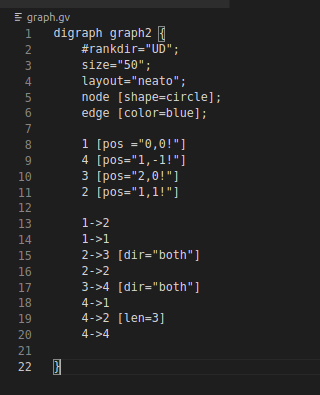 graph.gv
1 digraph graph2 {
2 #rankdir="UD";
3 size="50";
4 layout="neato";
5 node [shape=circle];
6 edge [color=blue];
7
8 1 [pos ="0,0!"]
9 4 [pos="1,-1!"]
10 3 [pos="2,0!"]
11 2 [pos="1,1!"]
12
13 1->2
14 1->1
15 2->3 [dir="both"]
16 2->2
17 3->4 [dir="both"]
18 4->1
19 4->2 [len=3]
20 4->4
21
22 }